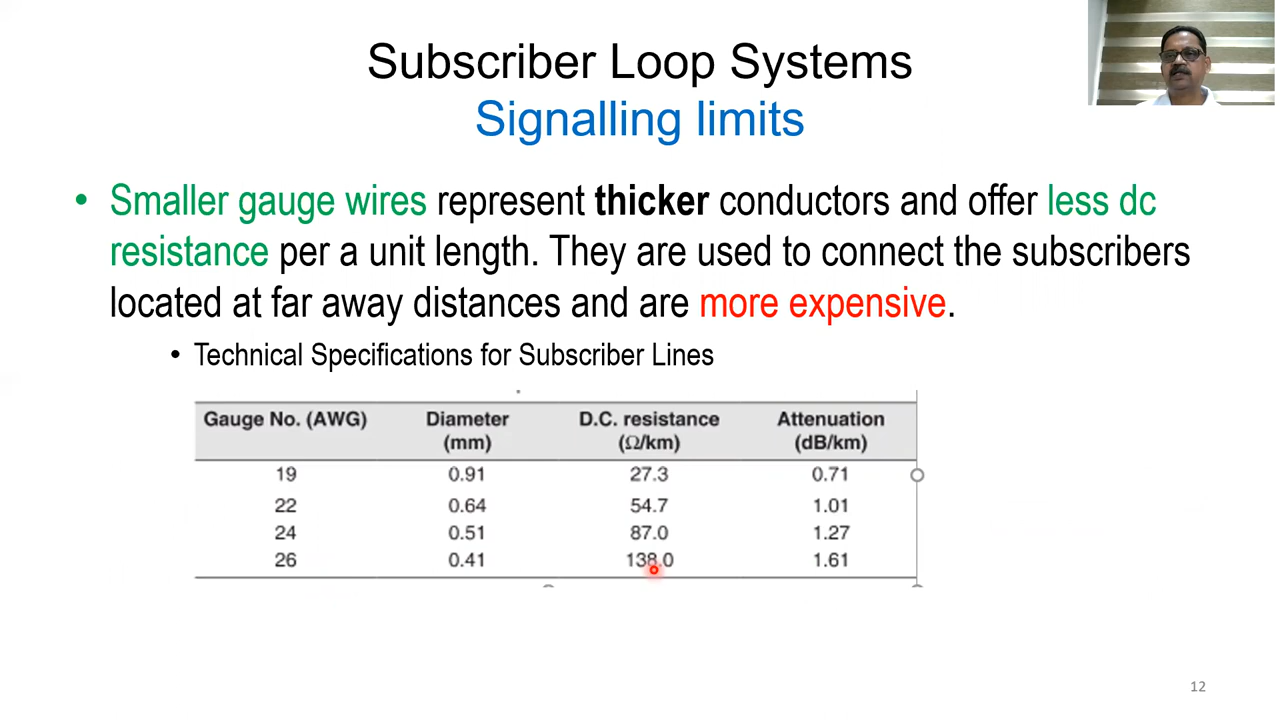 Subscriber Loop Systems
Signalling limits
• Smaller gauge wires represent thicker conductors and offer less dc
resistance per a unit length. They are used to connect the subscribers
located at far away distances and are more expensive.
• Technical Specifications for Subscriber Lines
Gauge No. (AWG) Diameter (mm) D.C. resistance (Ω/km) Attenuation (dB/km)
19 0.91 27.3 0.71
22 0.64 54.7 1.01
24 0.51 87.0 1.27
26 0.41 138.0 1.61
12